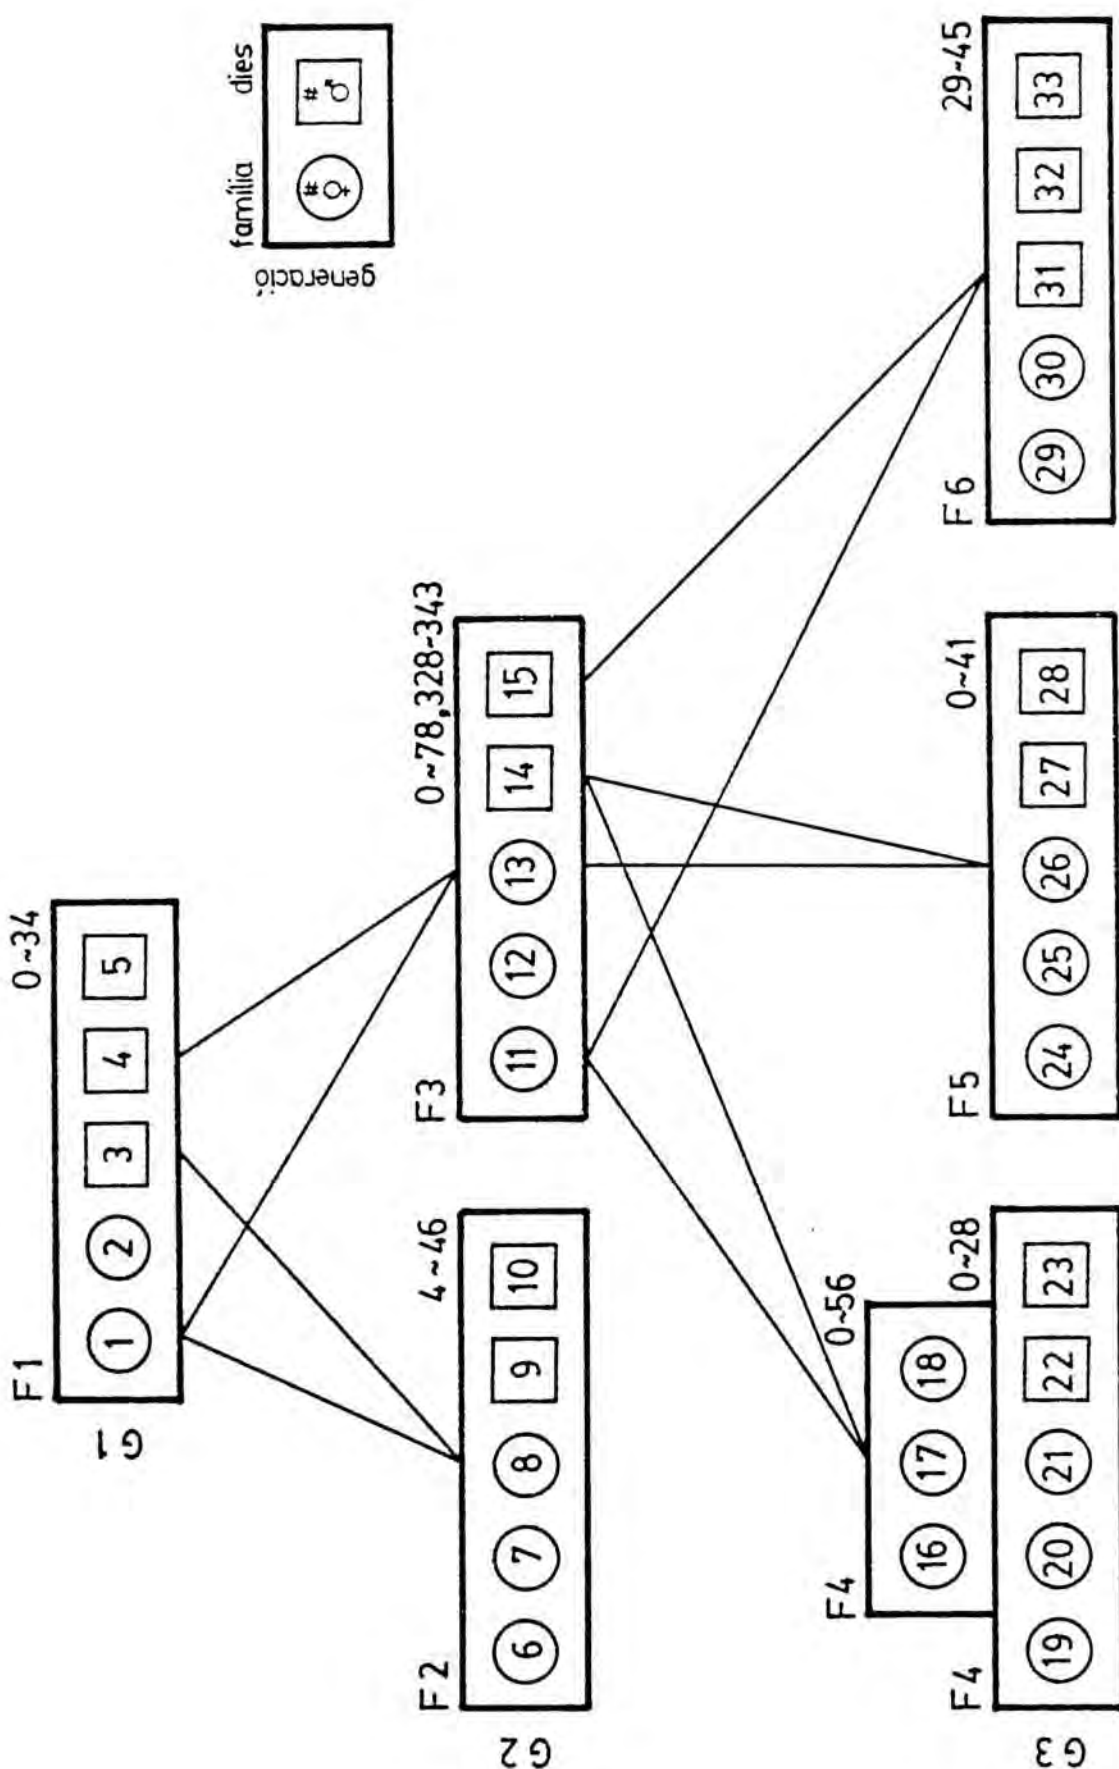 família dies
generació
# ♀ # ♂
F1 0~34
G1
1 2 3 4 5
F2 4~46
G2
6 7 8 9 10
F3 0~78,328-343
11 12 13 14 15
F4 0~56
16 17 18
F4 0~28
G3
19 20 21 22 23
F5 0~41
24 25 26 27 28
F6 29~45
29 30 31 32 33